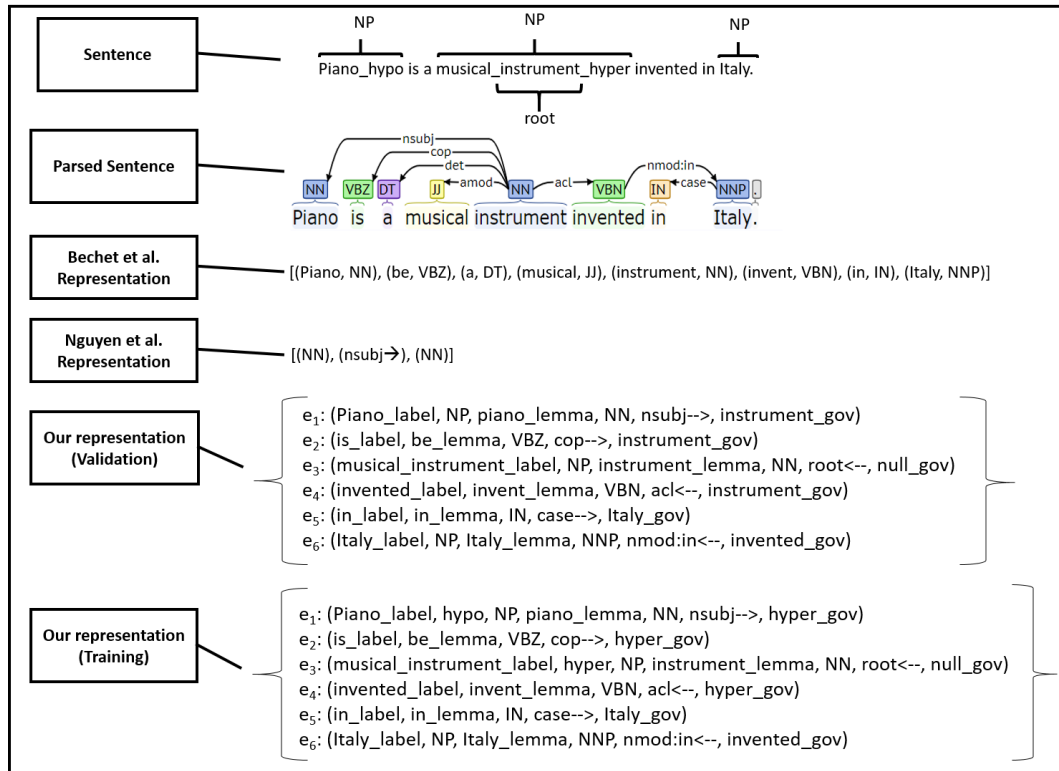 NP NP NP
Sentence
Piano_hypo is a musical_instrument_hyper invented in Italy.
root
Parsed Sentence
nsubj
cop
det nmod:in
NN VBZ DT JJ amod NN acl VBN IN case NNP .
Piano is a musical instrument invented in Italy.
Bechet et al.
Representation
[(Piano, NN), (be, VBZ), (a, DT), (musical, JJ), (instrument, NN), (invent, VBN), (in, IN), (Italy, NNP)]
Nguyen et al.
Representation
[(NN), (nsubj→), (NN)]
Our representation
(Validation)
e₁: (Piano_label, NP, piano_lemma, NN, nsubj-->, instrument_gov)
e₂: (is_label, be_lemma, VBZ, cop-->, instrument_gov)
e₃: (musical_instrument_label, NP, instrument_lemma, NN, root<--, null_gov)
e₄: (invented_label, invent_lemma, VBN, acl<--, instrument_gov)
e₅: (in_label, in_lemma, IN, case-->, Italy_gov)
e₆: (Italy_label, NP, Italy_lemma, NNP, nmod:in<--, invented_gov)
Our representation
(Training)
e₁: (Piano_label, hypo, NP, piano_lemma, NN, nsubj-->, hyper_gov)
e₂: (is_label, be_lemma, VBZ, cop-->, hyper_gov)
e₃: (musical_instrument_label, hyper, NP, instrument_lemma, NN, root<--, null_gov)
e₄: (invented_label, invent_lemma, VBN, acl<--, hyper_gov)
e₅: (in_label, in_lemma, IN, case-->, Italy_gov)
e₆: (Italy_label, NP, Italy_lemma, NNP, nmod:in<--, invented_gov)